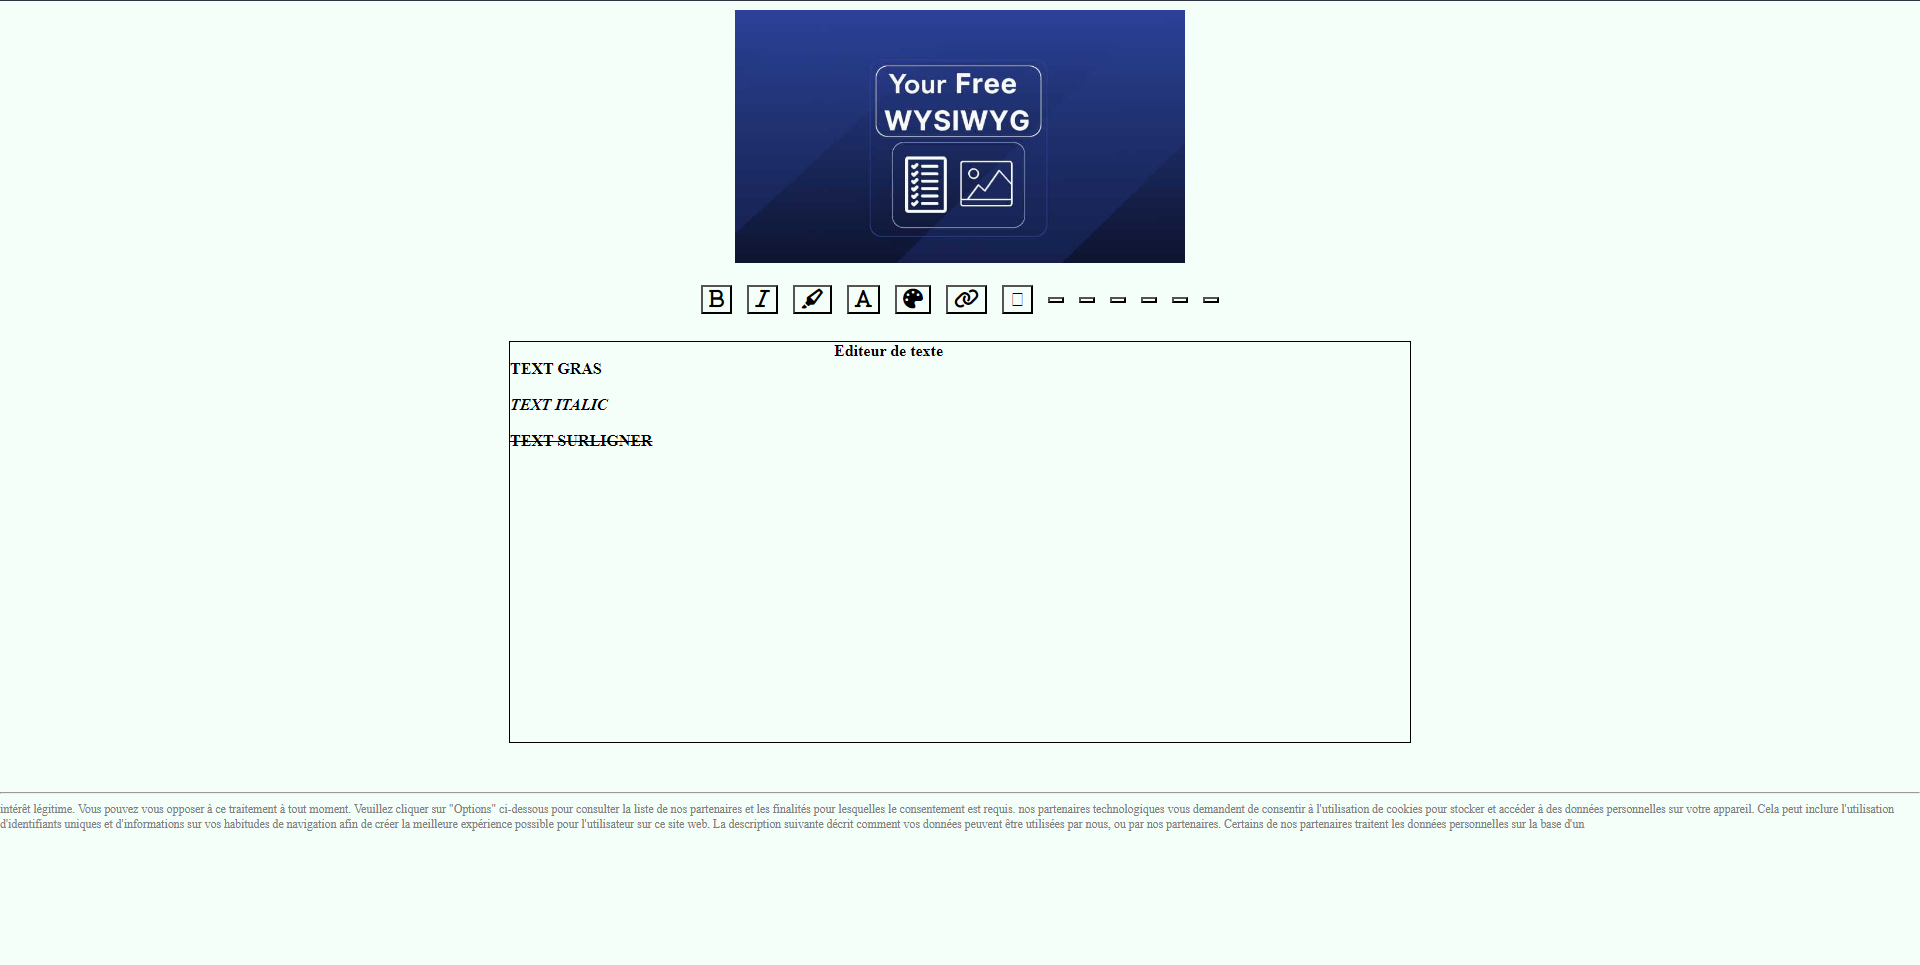 Your Free
WYSIWYG
B I A
Editeur de texte
TEXT GRAS
TEXT ITALIC
TEXT SURLIGNER
intérêt légitime. Vous pouvez vous opposer à ce traitement à tout moment. Veuillez cliquer sur "Options" ci-dessous pour consulter la liste de nos partenaires et les finalités pour lesquelles le consentement est requis. nos partenaires technologiques vous demandent de consentir à l'utilisation de cookies pour stocker et accéder à des données personnelles sur votre appareil. Cela peut inclure l'utilisation
d'identifiants uniques et d'informations sur vos habitudes de navigation afin de créer la meilleure expérience possible pour l'utilisateur sur ce site web. La description suivante décrit comment vos données peuvent être utilisées par nous, ou par nos partenaires. Certains de nos partenaires traitent les données personnelles sur la base d'un